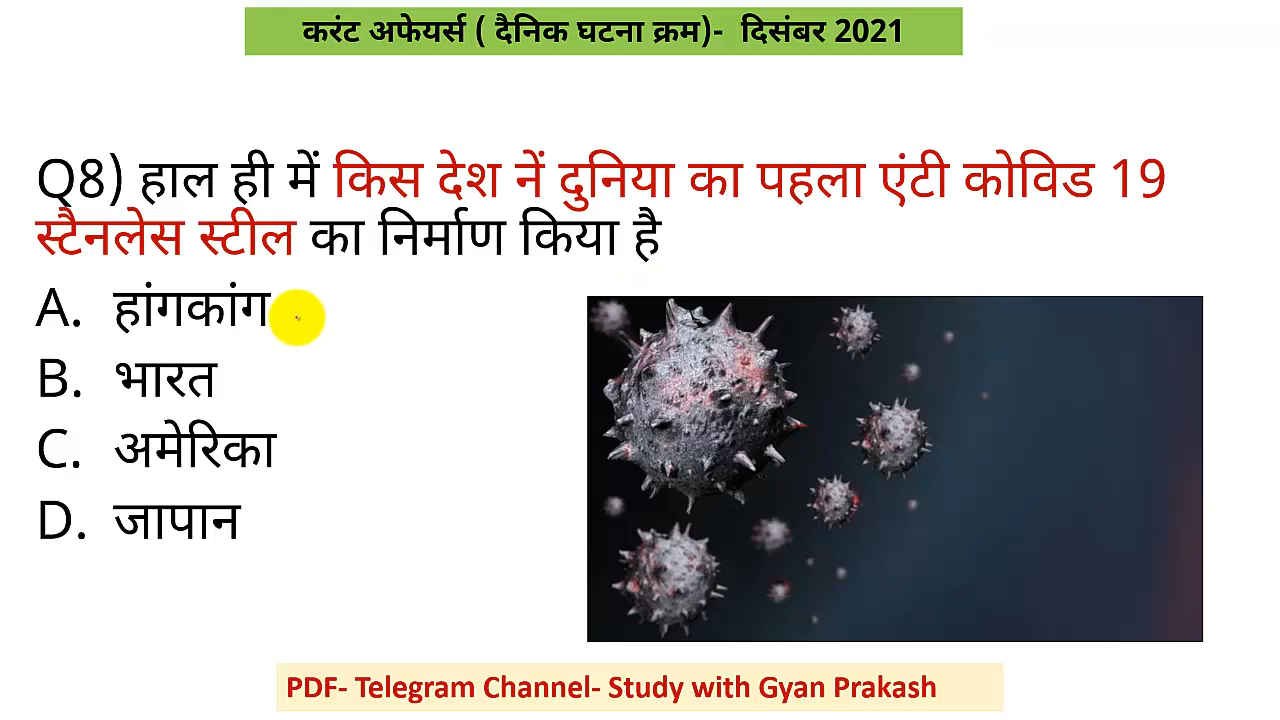 करंट अफेयर्स ( दैनिक घटना क्रम)- दिसंबर 2021
Q8) हाल ही में किस देश नें दुनिया का पहला एंटी कोविड 19
स्टैनलेस स्टील का निर्माण किया है
A. हांगकांग
B. भारत
C. अमेरिका
D. जापान
PDF- Telegram Channel- Study with Gyan Prakash